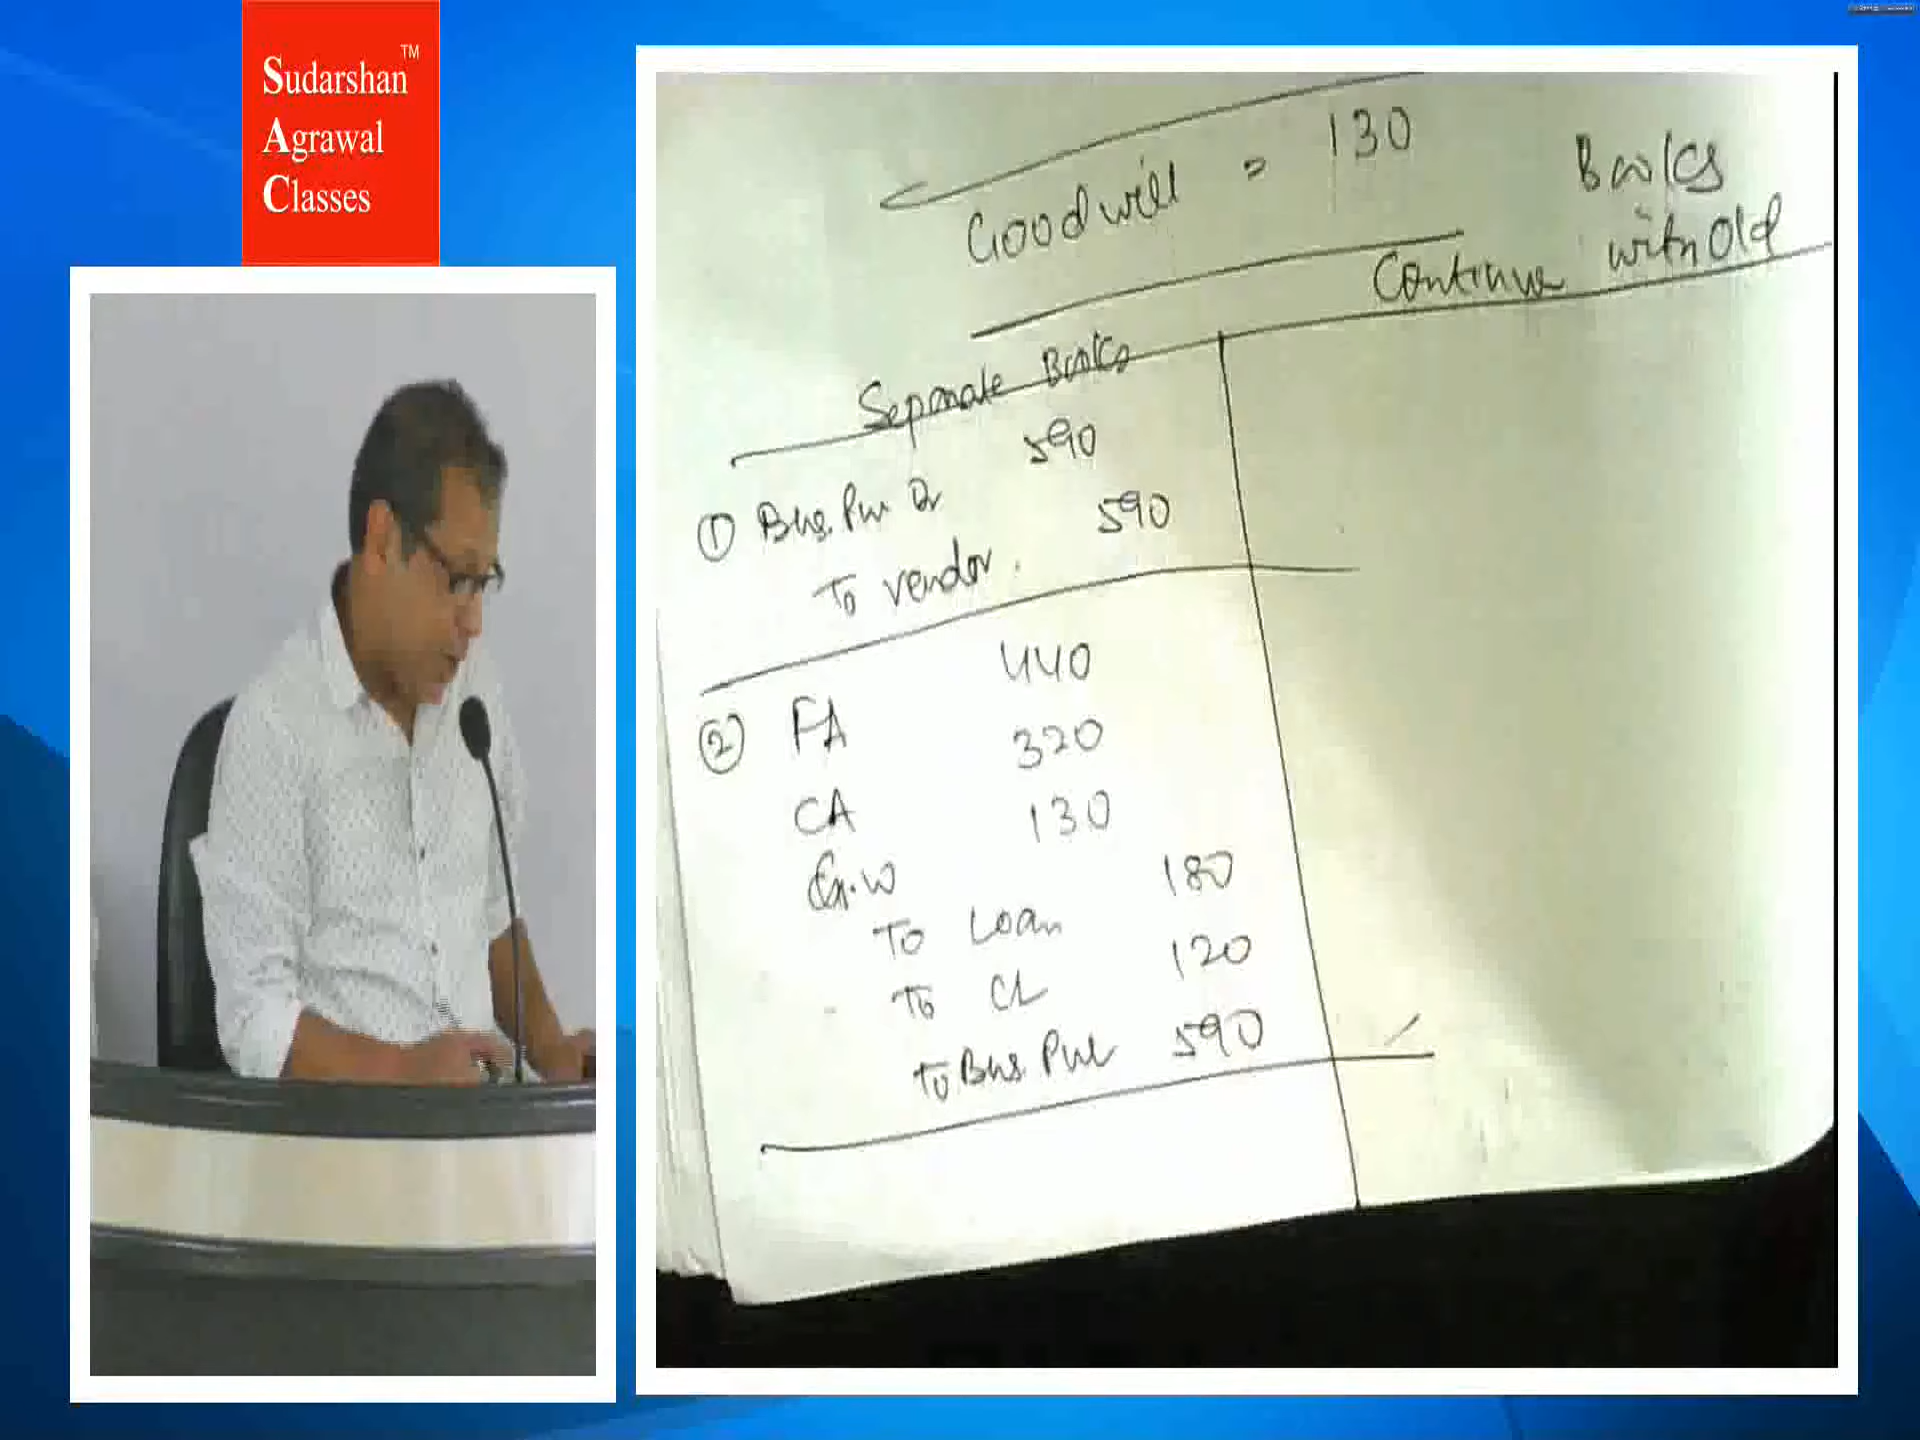 Sudarshan™
Agrawal
Classes
Goodwill = 130
Books
Continue with Old
Separate Books
① Bus. Pur Dr 590
To vendor. 590
② FA 440
CA 320
G.W 130
To Loan 180
To CL 120
To Bus Pur 590